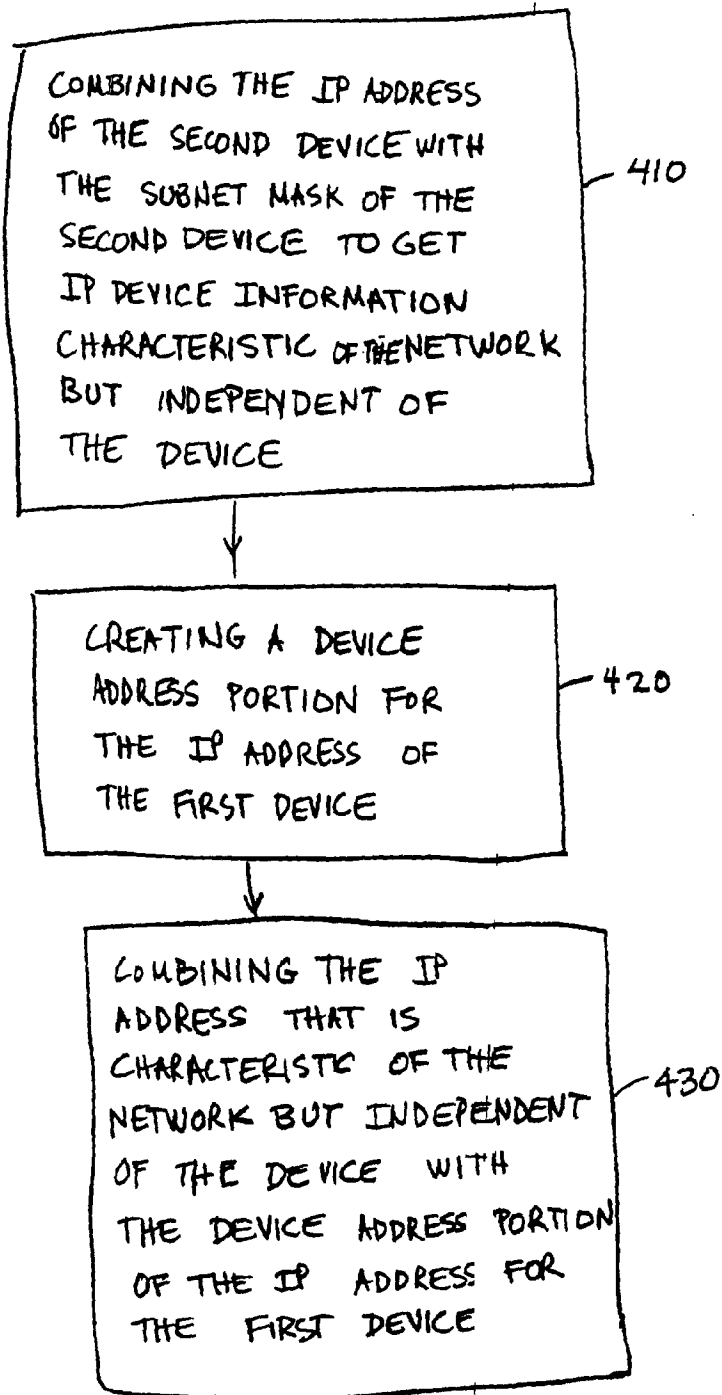 COMBINING THE IP ADDRESS
OF THE SECOND DEVICE WITH
THE SUBNET MASK OF THE
SECOND DEVICE TO GET
IP DEVICE INFORMATION
CHARACTERISTIC OF THE NETWORK
BUT INDEPENDENT OF
THE DEVICE
410
CREATING A DEVICE
ADDRESS PORTION FOR
THE IP ADDRESS OF
THE FIRST DEVICE
420
COMBINING THE IP
ADDRESS THAT IS
CHARACTERISTIC OF THE
NETWORK BUT INDEPENDENT
OF THE DEVICE WITH
THE DEVICE ADDRESS PORTION
OF THE IP ADDRESS FOR
THE FIRST DEVICE
430